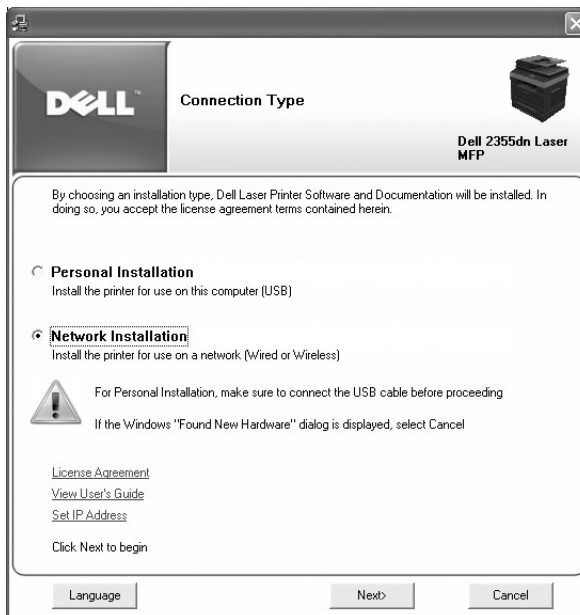 DELL™
Connection Type
Dell 2355dn Laser
MFP
By choosing an installation type, Dell Laser Printer Software and Documentation will be installed. In
doing so, you accept the license agreement terms contained herein.
Personal Installation
Install the printer for use on this computer (USB)
Network Installation
Install the printer for use on a network (Wired or Wireless)
For Personal Installation, make sure to connect the USB cable before proceeding
If the Windows "Found New Hardware" dialog is displayed, select Cancel
License Agreement
View User's Guide
Set IP Address
Click Next to begin
Language
Next>
Cancel